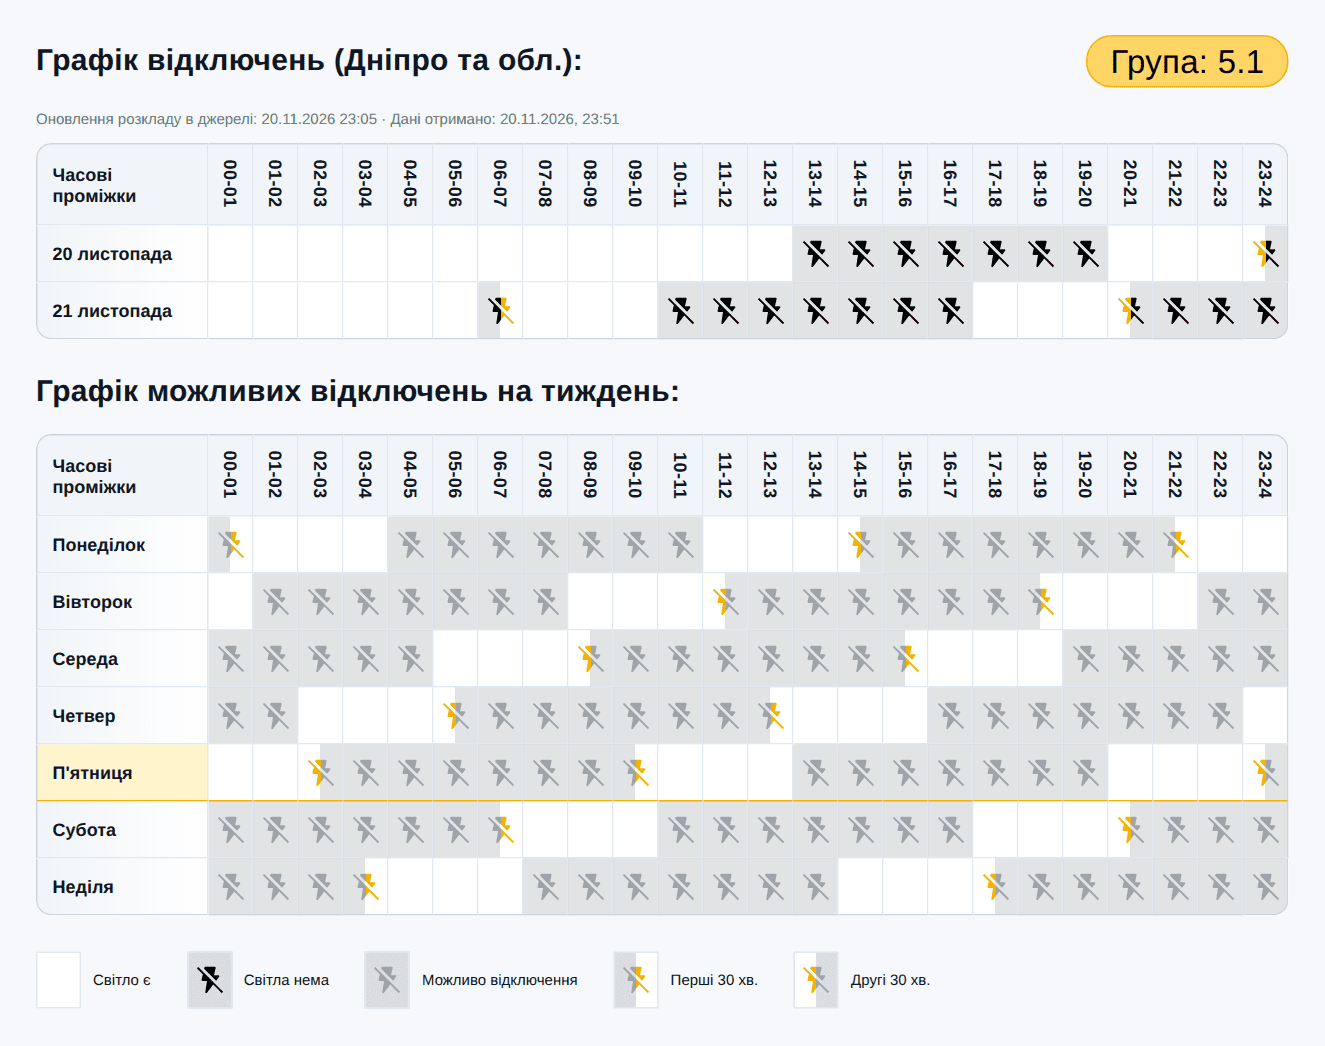 Графік відключень (Дніпро та обл.):
Група: 5.1
Оновлення розкладу в джерелі: 20.11.2026 23:05 · Дані отримано: 20.11.2026, 23:51
Часові проміжки 00-01 01-02 02-03 03-04 04-05 05-06 06-07 07-08 08-09 09-10 10-11 11-12 12-13 13-14 14-15 15-16 16-17 17-18 18-19 19-20 20-21 21-22 22-23 23-24
20 листопада
21 листопада
Графік можливих відключень на тиждень:
Часові проміжки 00-01 01-02 02-03 03-04 04-05 05-06 06-07 07-08 08-09 09-10 10-11 11-12 12-13 13-14 14-15 15-16 16-17 17-18 18-19 19-20 20-21 21-22 22-23 23-24
Понеділок
Вівторок
Середа
Четвер
П'ятниця
Субота
Неділя
Світло є Світла нема Можливо відключення Перші 30 хв. Другі 30 хв.